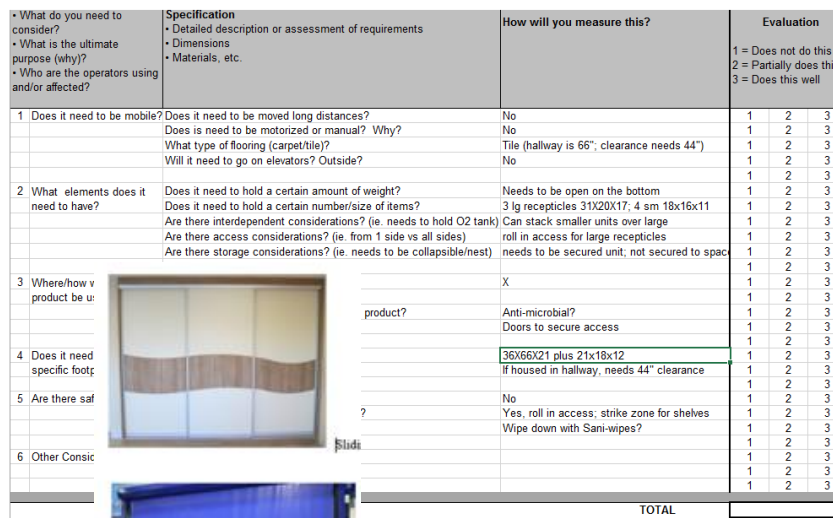 • What do you need to consider?
• What is the ultimate purpose (why)?
• Who are the operators using and/or affected?
Specification
• Detailed description or assessment of requirements
• Dimensions
• Materials, etc.
How will you measure this?
Evaluation
1 = Does not do this
2 = Partially does thi
3 = Does this well
1 Does it need to be mobile? Does it need to be moved long distances? No 1 2 3
Does is need to be motorized or manual? Why? No 1 2 3
What type of flooring (carpet/tile)? Tile (hallway is 66"; clearance needs 44") 1 2 3
Will it need to go on elevators? Outside? No 1 2 3
1 2 3
2 What elements does it Does it need to hold a certain amount of weight? Needs to be open on the bottom 1 2 3
need to have? Does it need to hold a certain number/size of items? 3 lg recepticles 31X20X17; 4 sm 18x16x11 1 2 3
Are there interdependent considerations? (ie. needs to hold O2 tank) Can stack smaller units over large 1 2 3
Are there access considerations? (ie. from 1 side vs all sides) roll in access for large recepticles 1 2 3
Are there storage considerations? (ie. needs to be collapsible/nest) needs to be secured unit; not secured to spac 1 2 3
1 2 3
3 Where/how w X 1 2 3
product be u 1 2 3
product? Anti-microbial? 1 2 3
Doors to secure access 1 2 3
1 2 3
4 Does it need 36X66X21 plus 21x18x12 1 2 3
specific footp If housed in hallway, needs 44" clearance 1 2 3
1 2 3
5 Are there saf No 1 2 3
? Yes, roll in access; strike zone for shelves 1 2 3
Wipe down with Sani-wipes? 1 2 3
Slidi 1 2 3
6 Other Consid 1 2 3
1 2 3
1 2 3
TOTAL